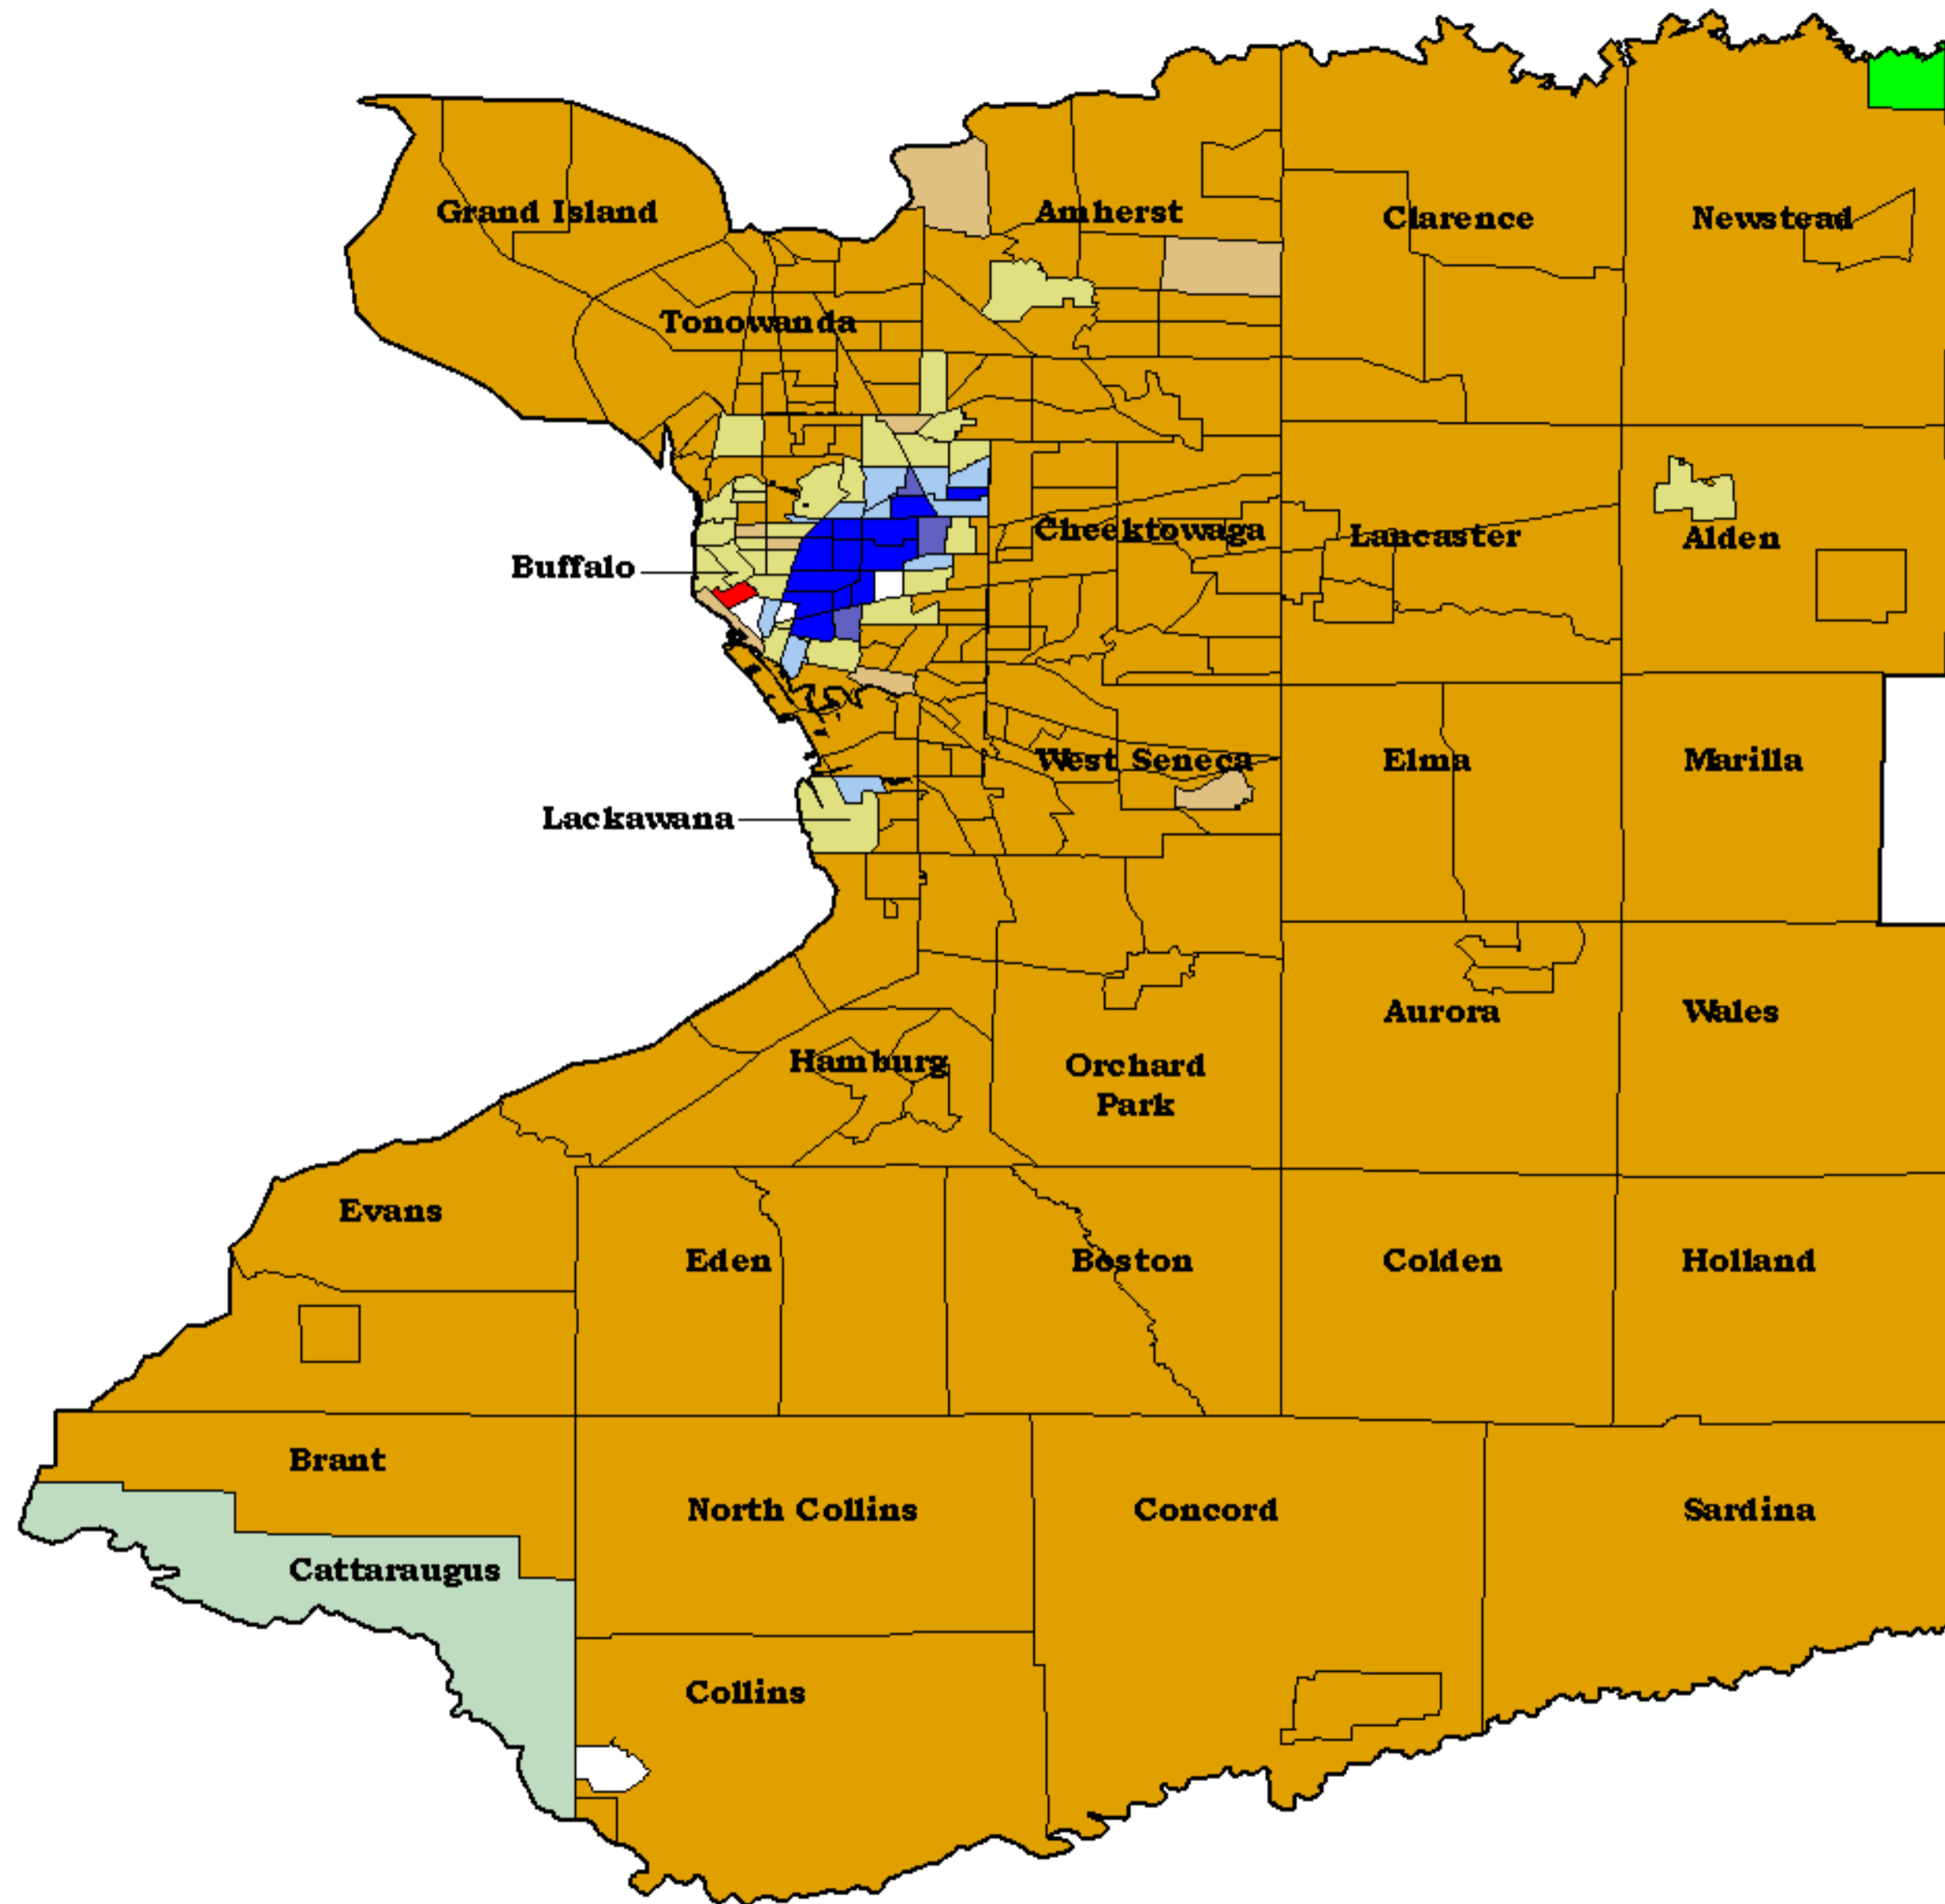 Grand Island
Amherst
Clarence
Newstead
Tonowanda
Buffalo
Cheektowaga
Lancaster
Alden
Lackawana
West Seneca
Elma
Marilla
Aurora
Wales
Hamburg
Orchard
Park
Evans
Eden
Boston
Colden
Holland
Brant
North Collins
Concord
Sardina
Cattaraugus
Collins